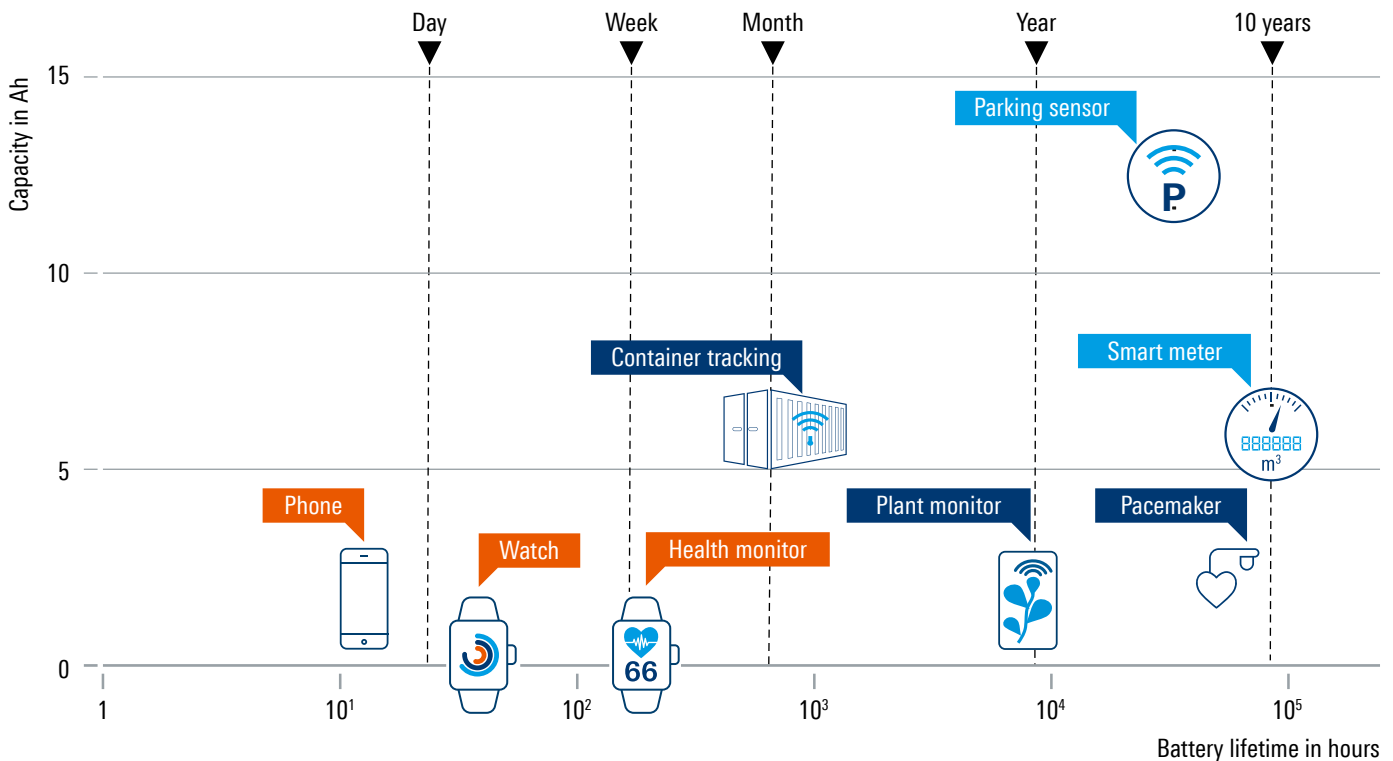 Day Week Month Year 10 years
Capacity in Ah
15
Parking sensor
P
10
Container tracking
Smart meter
888888
m³
5
Phone
Plant monitor
Pacemaker
Watch
Health monitor
66
0
1 10¹ 10² 10³ 10⁴ 10⁵
Battery lifetime in hours